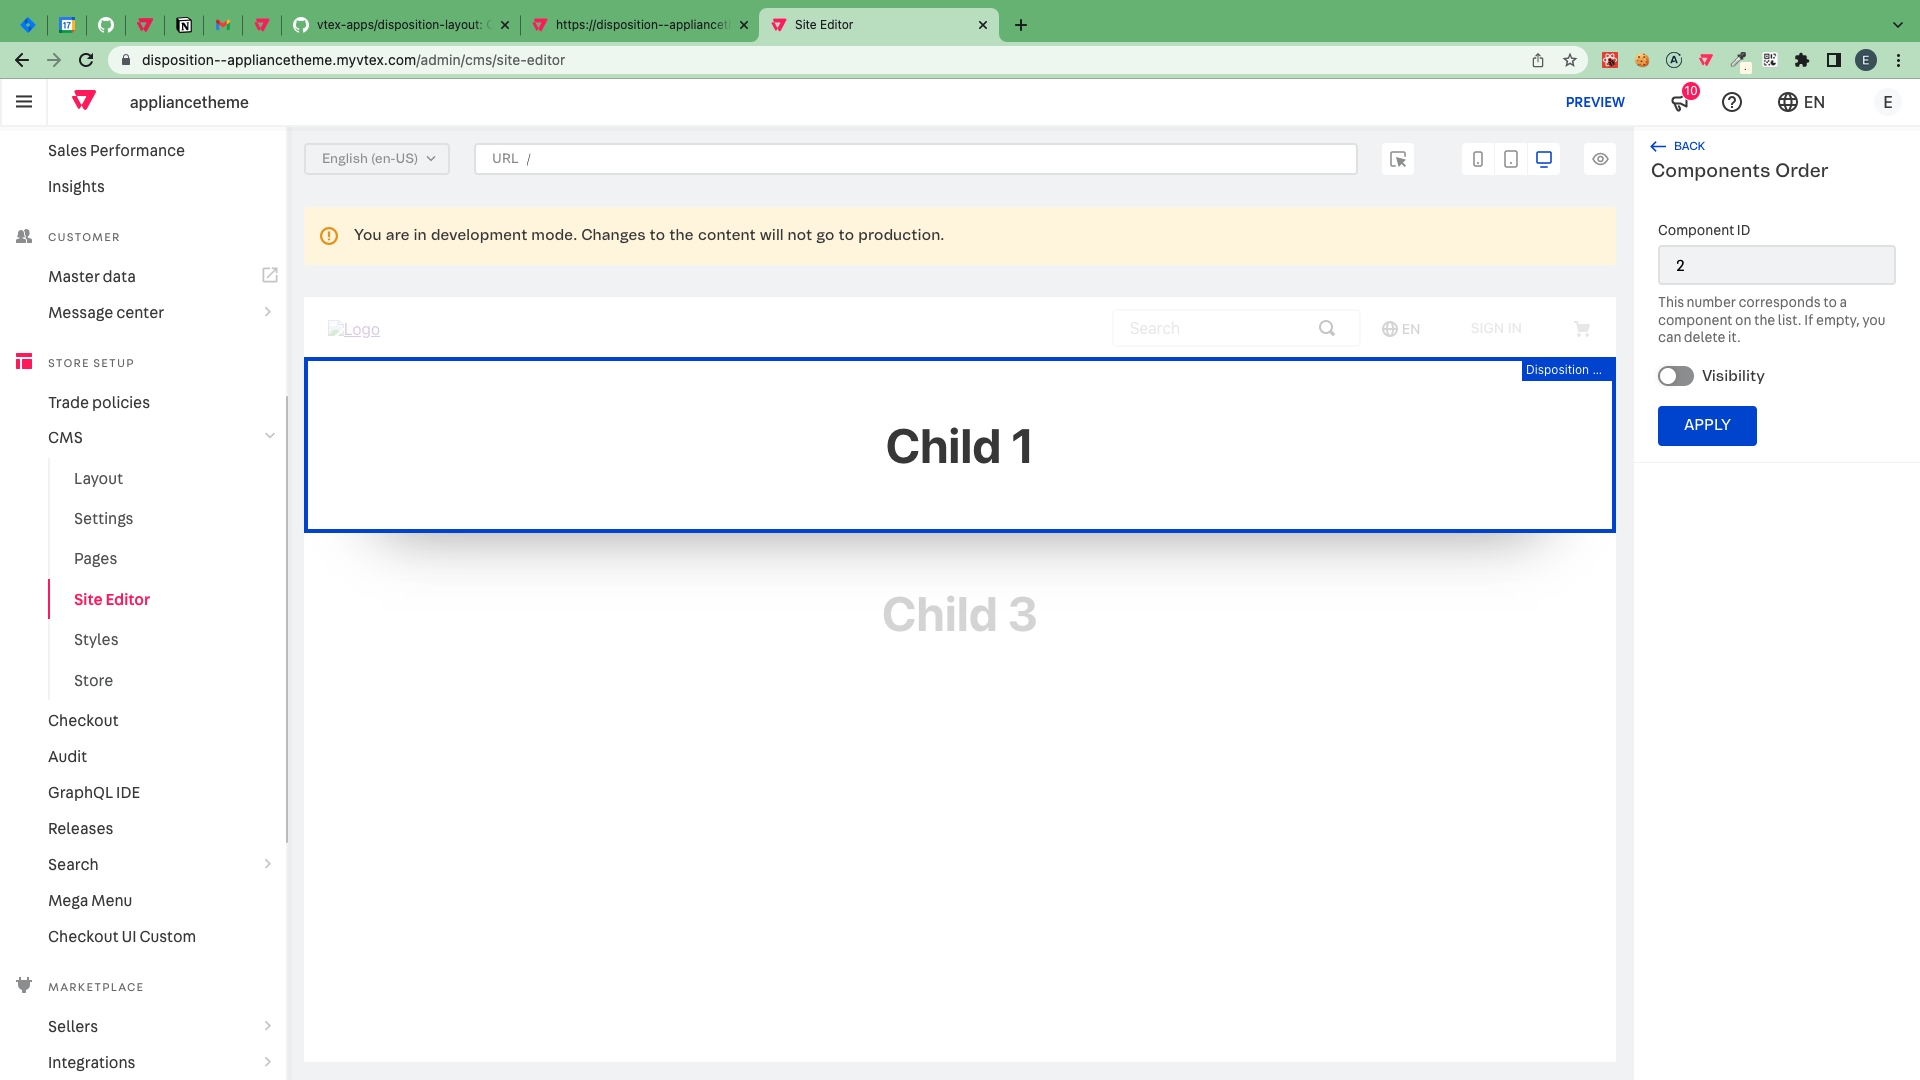 17
vtex-apps/disposition-layout:
https://disposition--appliancet
Site Editor
disposition--appliancetheme.myvtex.com/admin/cms/site-editor
E
appliancetheme
PREVIEW
10
EN
E
Sales Performance
Insights
CUSTOMER
Master data
Message center
STORE SETUP
Trade policies
CMS
Layout
Settings
Pages
Site Editor
Styles
Store
Checkout
Audit
GraphQL IDE
Releases
Search
Mega Menu
Checkout UI Custom
MARKETPLACE
Sellers
Integrations
English (en-US)
URL /
You are in development mode. Changes to the content will not go to production.
Logo
Search
EN
SIGN IN
Disposition ...
Child 1
Child 3
BACK
Components Order
Component ID
2
This number corresponds to a
component on the list. If empty, you
can delete it.
Visibility
APPLY